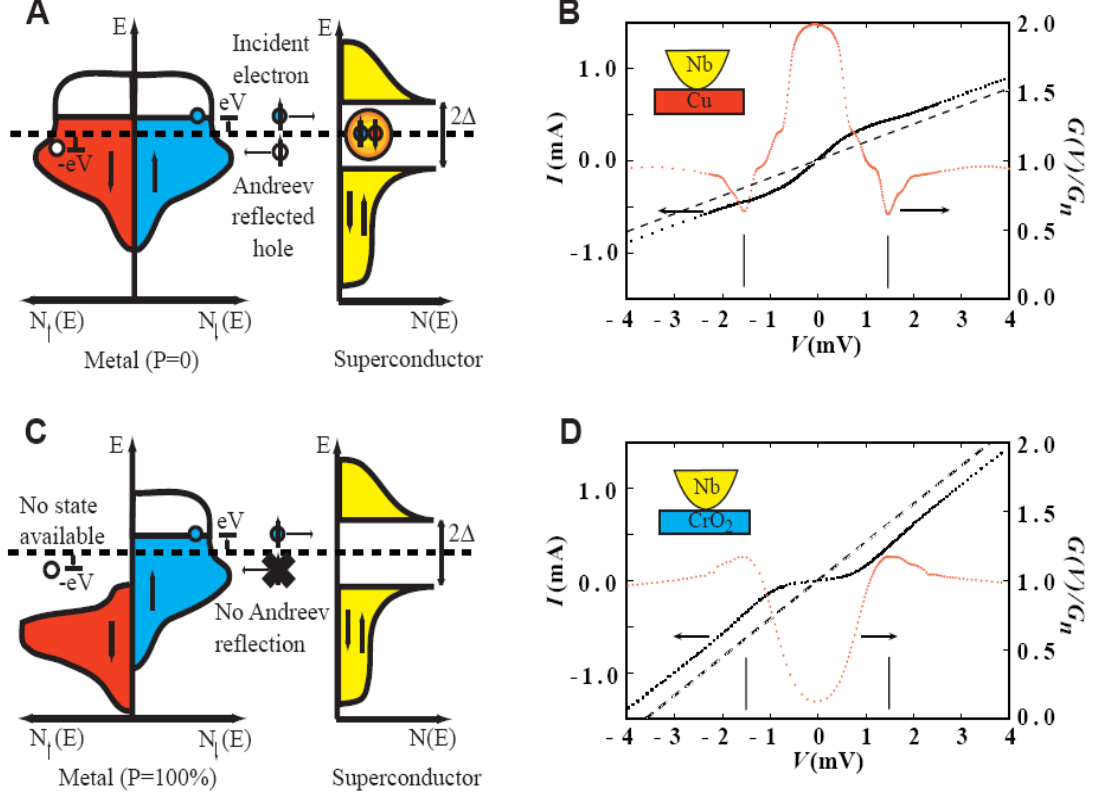 A
E
Incident
electron
eV
-eV
Andreev
reflected
hole
N↑(E)
N↓(E)
Metal (P=0)
E
2Δ
N(E)
Superconductor
B
Nb
Cu
I(mA)
1.0
0.0
-1.0
- 4 - 3 - 2 - 1 0 1 2 3 4
V(mV)
2.0
1.5
1.0
0.5
0.0
G(V)/Gn
C
E
No state
available
eV
-eV
No Andreev
reflection
N↑(E)
N↓(E)
Metal (P=100%)
E
2Δ
N(E)
Superconductor
D
Nb
CrO₂
I(mA)
1.0
0.0
-1.0
- 4 - 3 - 2 - 1 0 1 2 3 4
V(mV)
2.0
1.5
1.0
0.5
0.0
G(V)/Gn